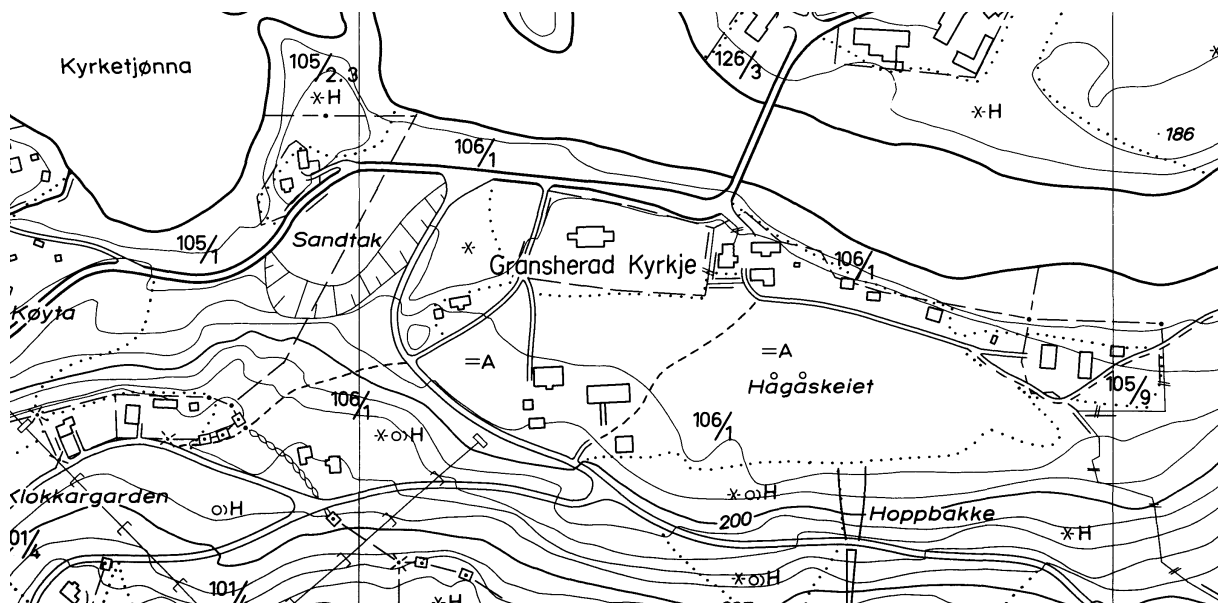 Kyrketjønna
105/2,3
H
126/3
H
186
106/1
105/1
Sandtak
Gransherad Kyrkje
106/1
Køyta
A
A
Hågåskeiet
105/9
106/1
H
106/1
H
Klokkargarden
H
200
Hoppbakke
H
101/4
H
101/
H